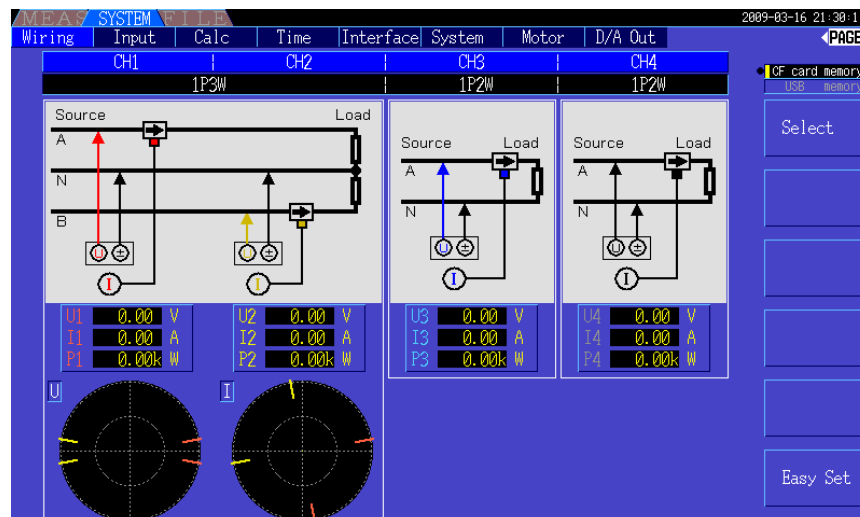 MEAS SYSTEM FILE 2009-03-16 21:30:1
Wiring Input Calc Time Interface System Motor D/A Out PAGE
CH1 CH2 CH3 CH4
1P3W 1P2W 1P2W
CF card memory
USB memory
Source Load
A
N
B
U ± U ±
I I
Source Load
A
N
U ±
I
Source Load
A
N
U ±
I
Select
U1 0.00 V U2 0.00 V U3 0.00 V U4 0.00 V
I1 0.00 A I2 0.00 A I3 0.00 A I4 0.00 A
P1 0.00k W P2 0.00k W P3 0.00k W P4 0.00k W
U I
Easy Set